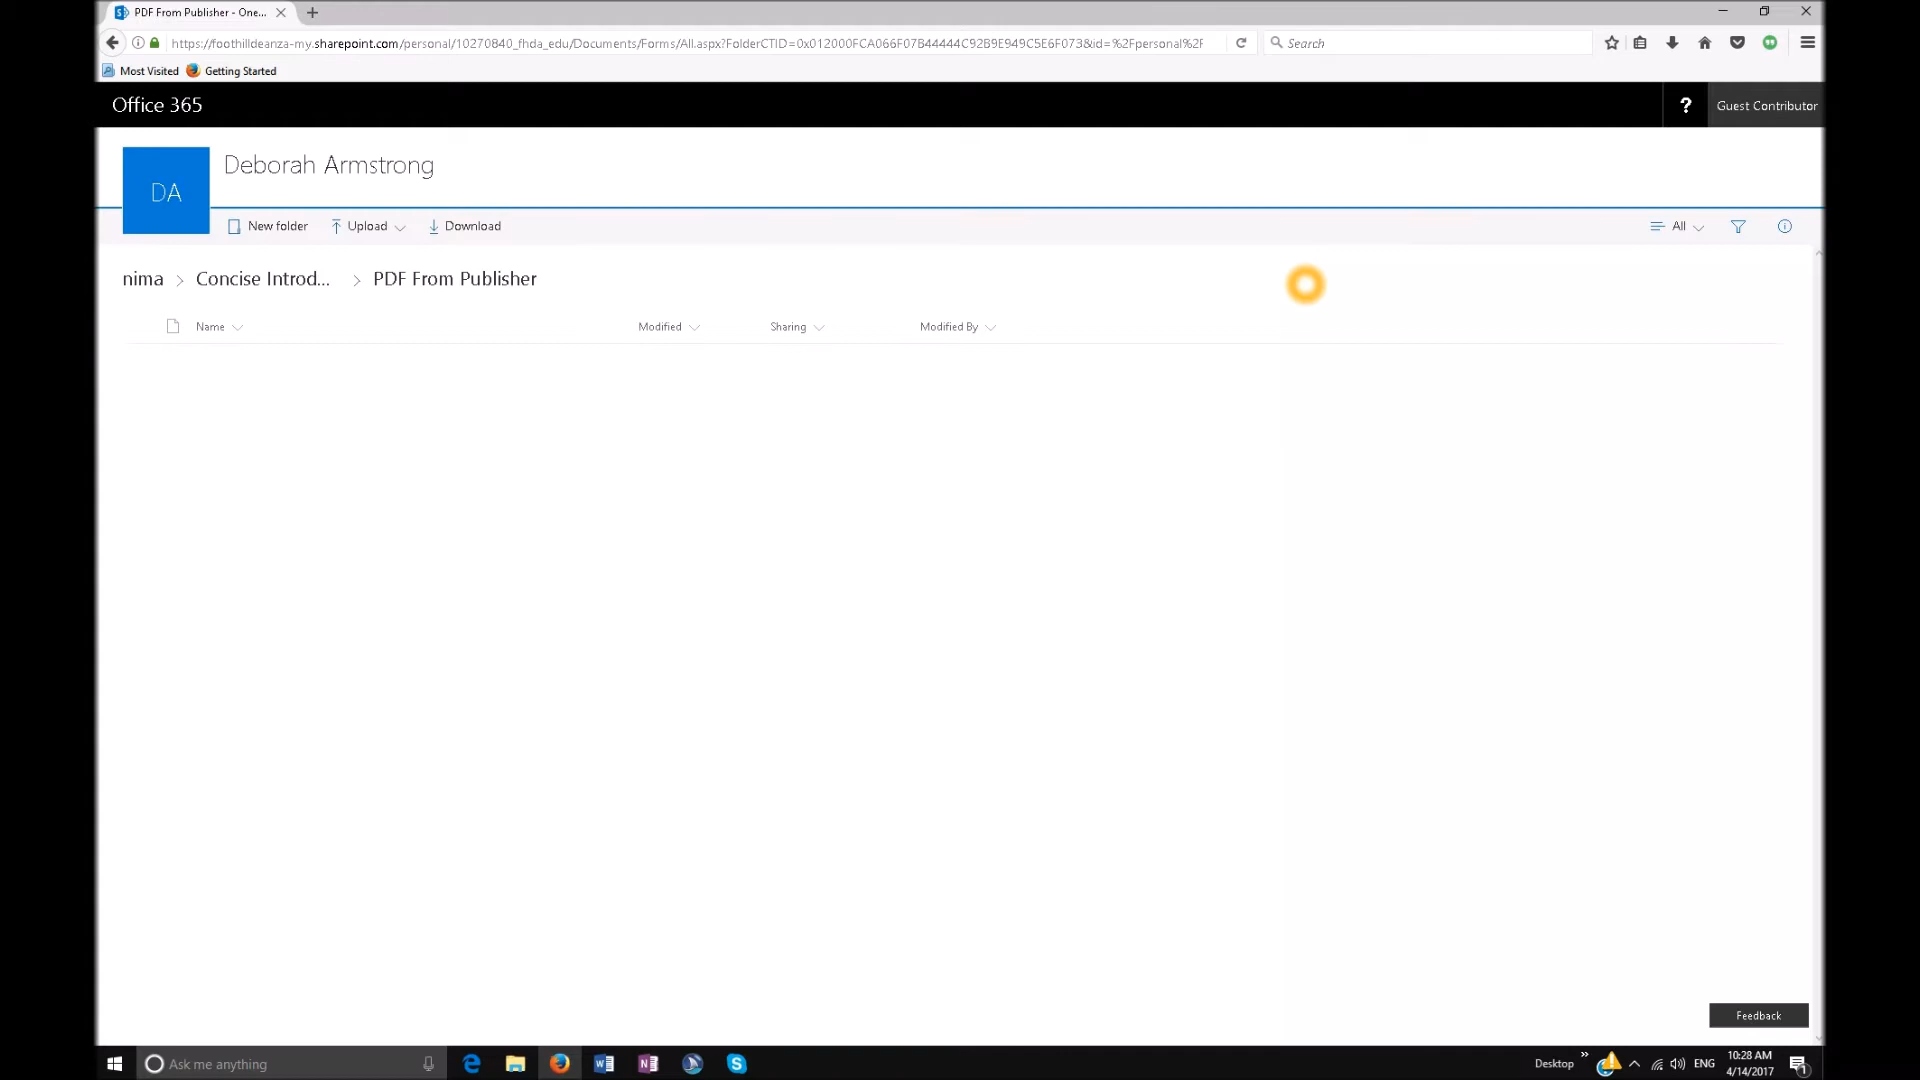 PDF From Publisher - One...
https://foothilldeanza-my.sharepoint.com/personal/10270840_fhda_edu/Documents/Forms/All.aspx?FolderCTID=0x012000FCA066F07B44444C92B9E949C5E6F073&id=%2Fpersonal%2F
Search
Most Visited
Getting Started
Office 365
?
Guest Contributor
DA
Deborah Armstrong
New folder
Upload
Download
All
nima > Concise Introd... > PDF From Publisher
Name
Modified
Sharing
Modified By
Feedback
Ask me anything
Desktop
ENG
10:28 AM
4/14/2017
1